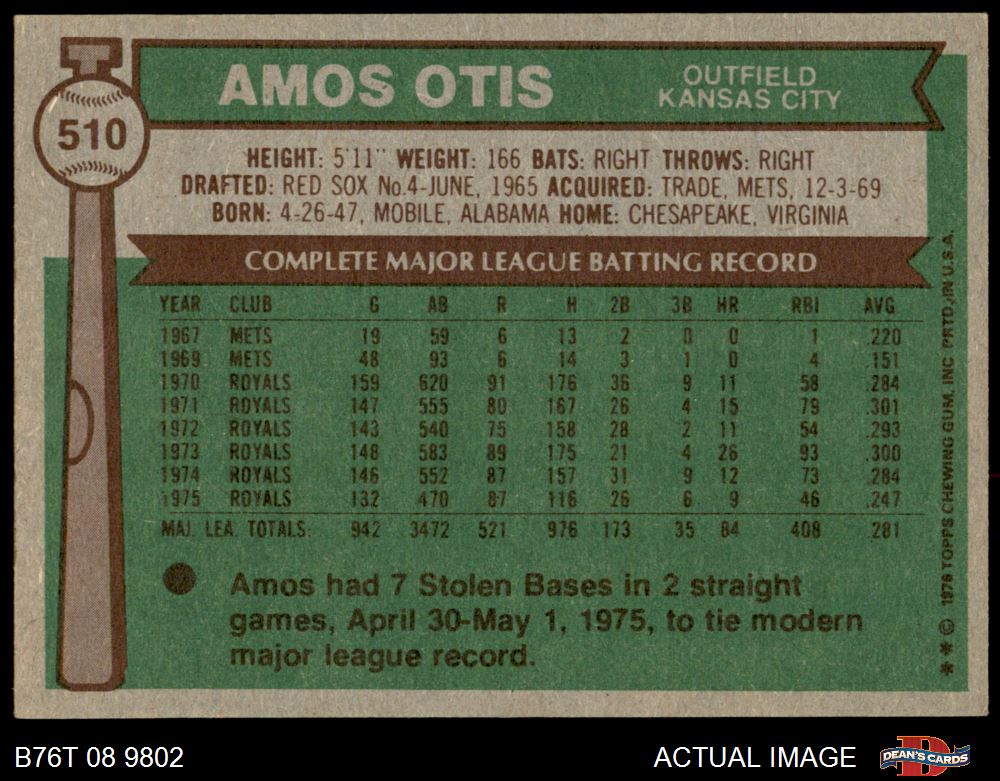 510
AMOS OTIS
OUTFIELD
KANSAS CITY
HEIGHT: 5'11" WEIGHT: 166 BATS: RIGHT THROWS: RIGHT
DRAFTED: RED SOX No.4-JUNE, 1965 ACQUIRED: TRADE, METS, 12-3-69
BORN: 4-26-47, MOBILE, ALABAMA HOME: CHESAPEAKE, VIRGINIA
COMPLETE MAJOR LEAGUE BATTING RECORD
YEAR CLUB G AB R H 2B 3B HR RBI AVG.
1967 METS 19 59 6 13 2 0 0 1 .220
1969 METS 48 93 6 14 3 1 0 4 .151
1970 ROYALS 159 620 91 176 36 9 11 58 .284
1971 ROYALS 147 555 80 167 26 4 15 79 .301
1972 ROYALS 143 540 75 158 28 2 11 54 .293
1973 ROYALS 148 583 89 175 21 4 26 93 .300
1974 ROYALS 146 552 87 157 31 9 12 73 .284
1975 ROYALS 132 470 87 116 26 6 9 46 .247
MAJ. LEA. TOTALS: 942 3472 521 976 173 35 84 408 .281
Amos had 7 Stolen Bases in 2 straight
games, April 30-May 1, 1975, to tie modern
major league record.
** © 1976 TOPPS CHEWING GUM, INC PRTD. IN U.S.A.
B76T 08 9802
ACTUAL IMAGE
DEAN'S CARDS